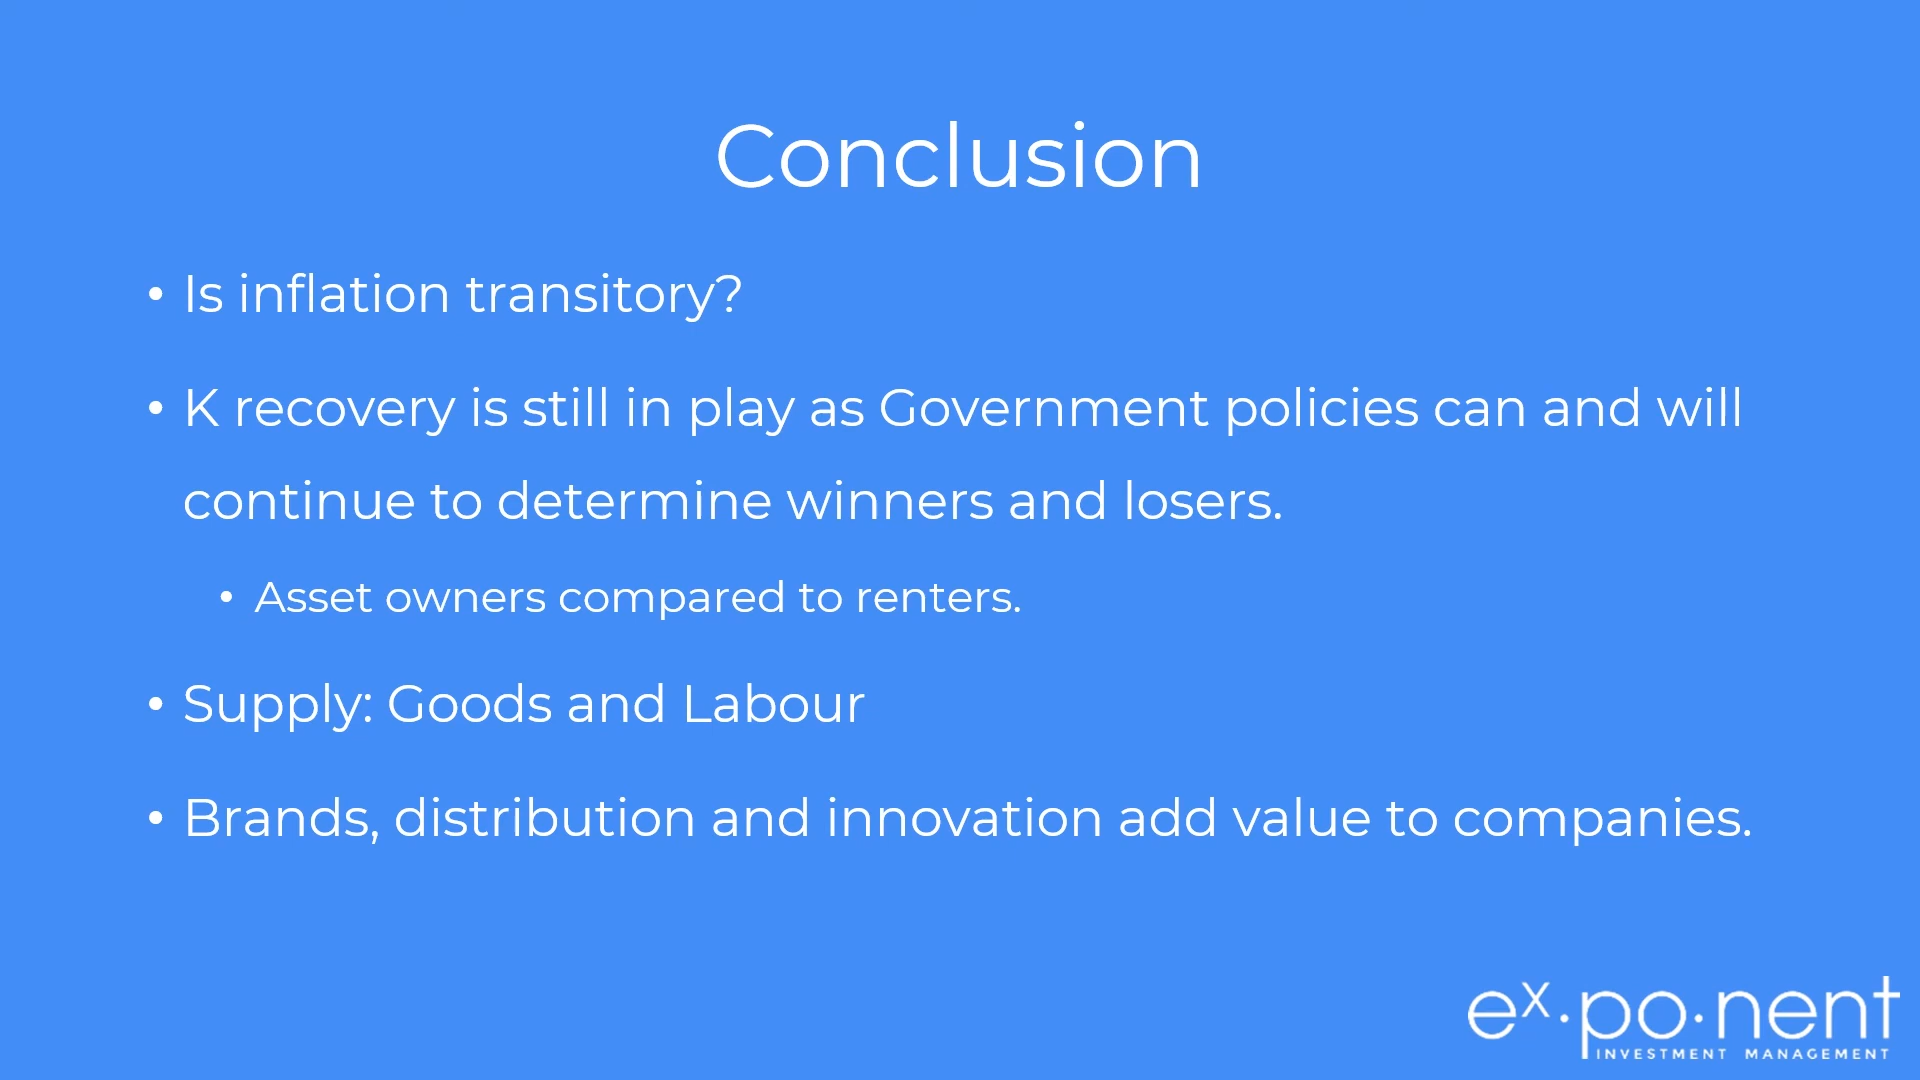 Conclusion
• Is inflation transitory?
• K recovery is still in play as Government policies can and will
continue to determine winners and losers.
• Asset owners compared to renters.
• Supply: Goods and Labour
• Brands, distribution and innovation add value to companies.
ex·po·nent
INVESTMENT MANAGEMENT